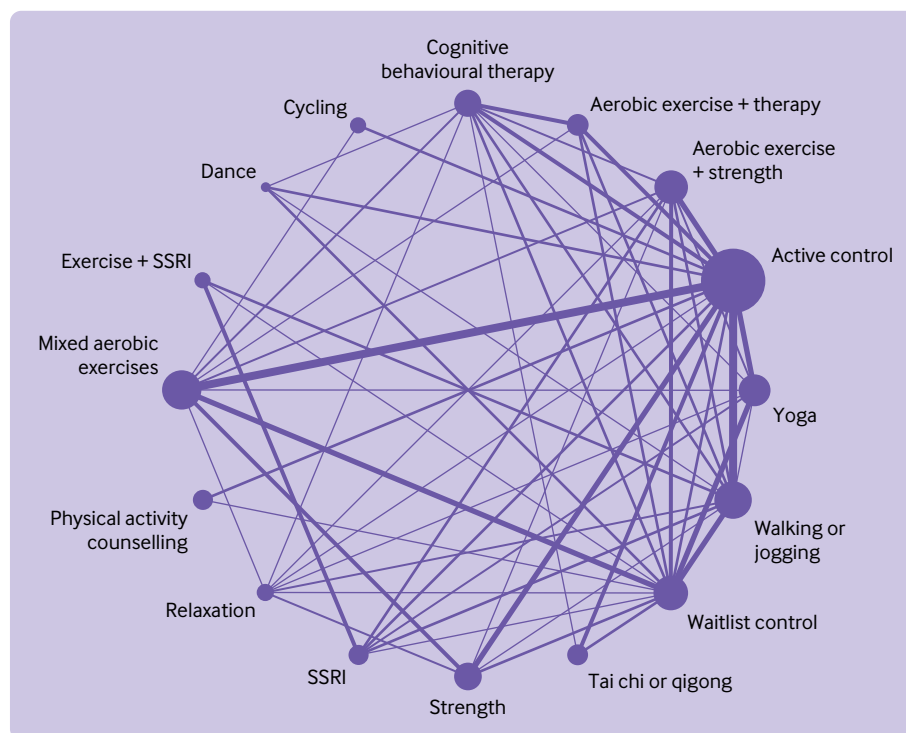 Cognitive
behavioural therapy
Cycling
Aerobic exercise + therapy
Aerobic exercise
+ strength
Dance
Active control
Exercise + SSRI
Mixed aerobic
exercises
Yoga
Physical activity
counselling
Walking or
jogging
Relaxation
Waitlist control
SSRI
Tai chi or qigong
Strength